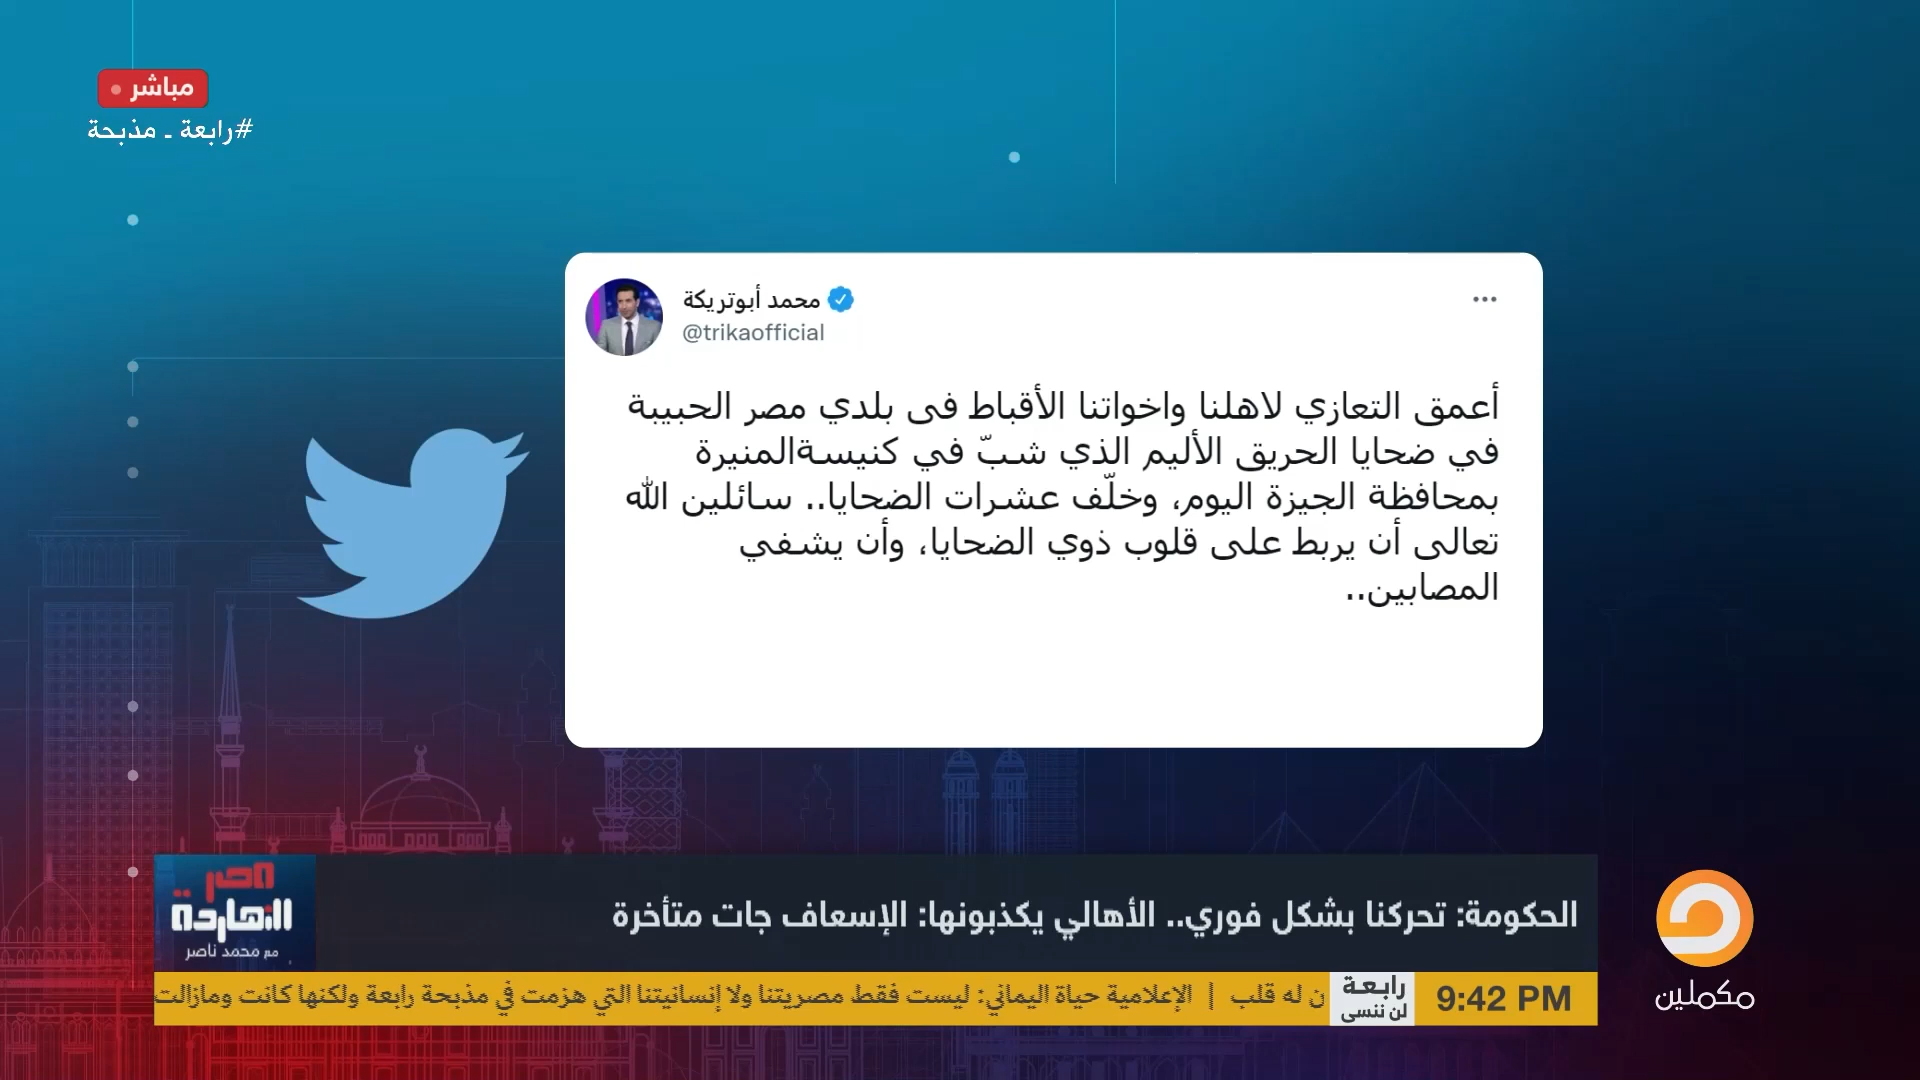 مباشر
#رابعة - مذبحة
محمد أبوتريكة
@trikaofficial
أعمق التعازي لاهلنا واخواتنا الأقباط فى بلدي مصر الحبيبة
في ضحايا الحريق الأليم الذي شبّ في كنيسةالمنيرة
بمحافظة الجيزة اليوم، وخلّف عشرات الضحايا.. سائلين الله
تعالى أن يربط على قلوب ذوي الضحايا، وأن يشفي
المصابين..
مصر
النهاردة
مع محمد ناصر
الحكومة: تحركنا بشكل فوري.. الأهالي يكذبونها: الإسعاف جات متأخرة
9:42 PM
رابعة
لن ننسى
ن له قلب | الإعلامية حياة اليماني: ليست فقط مصريتنا ولا إنسانيتنا التي هزمت في مذبحة رابعة ولكنها كانت ومازالت
مكملين